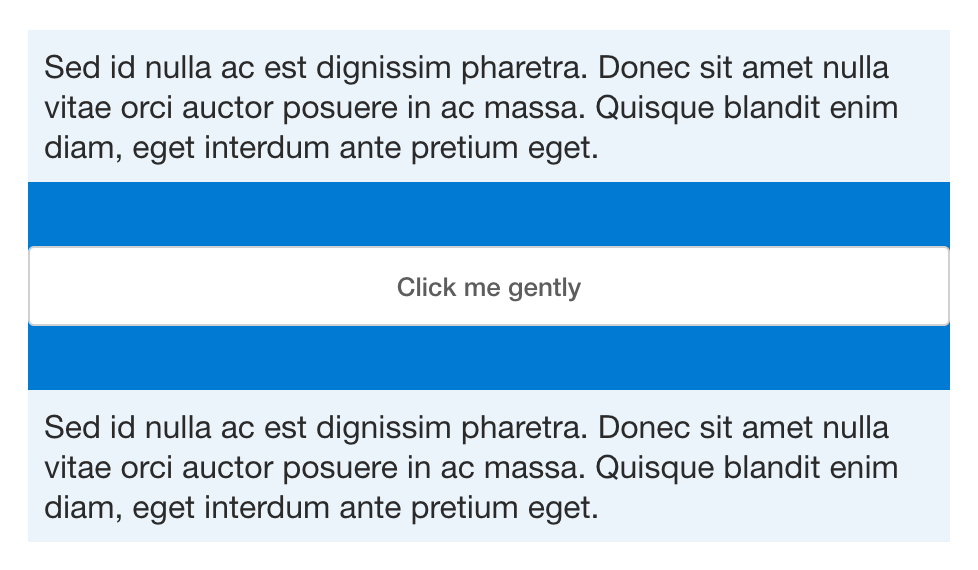 Sed id nulla ac est dignissim pharetra. Donec sit amet nulla
vitae orci auctor posuere in ac massa. Quisque blandit enim
diam, eget interdum ante pretium eget.
Click me gently
Sed id nulla ac est dignissim pharetra. Donec sit amet nulla
vitae orci auctor posuere in ac massa. Quisque blandit enim
diam, eget interdum ante pretium eget.